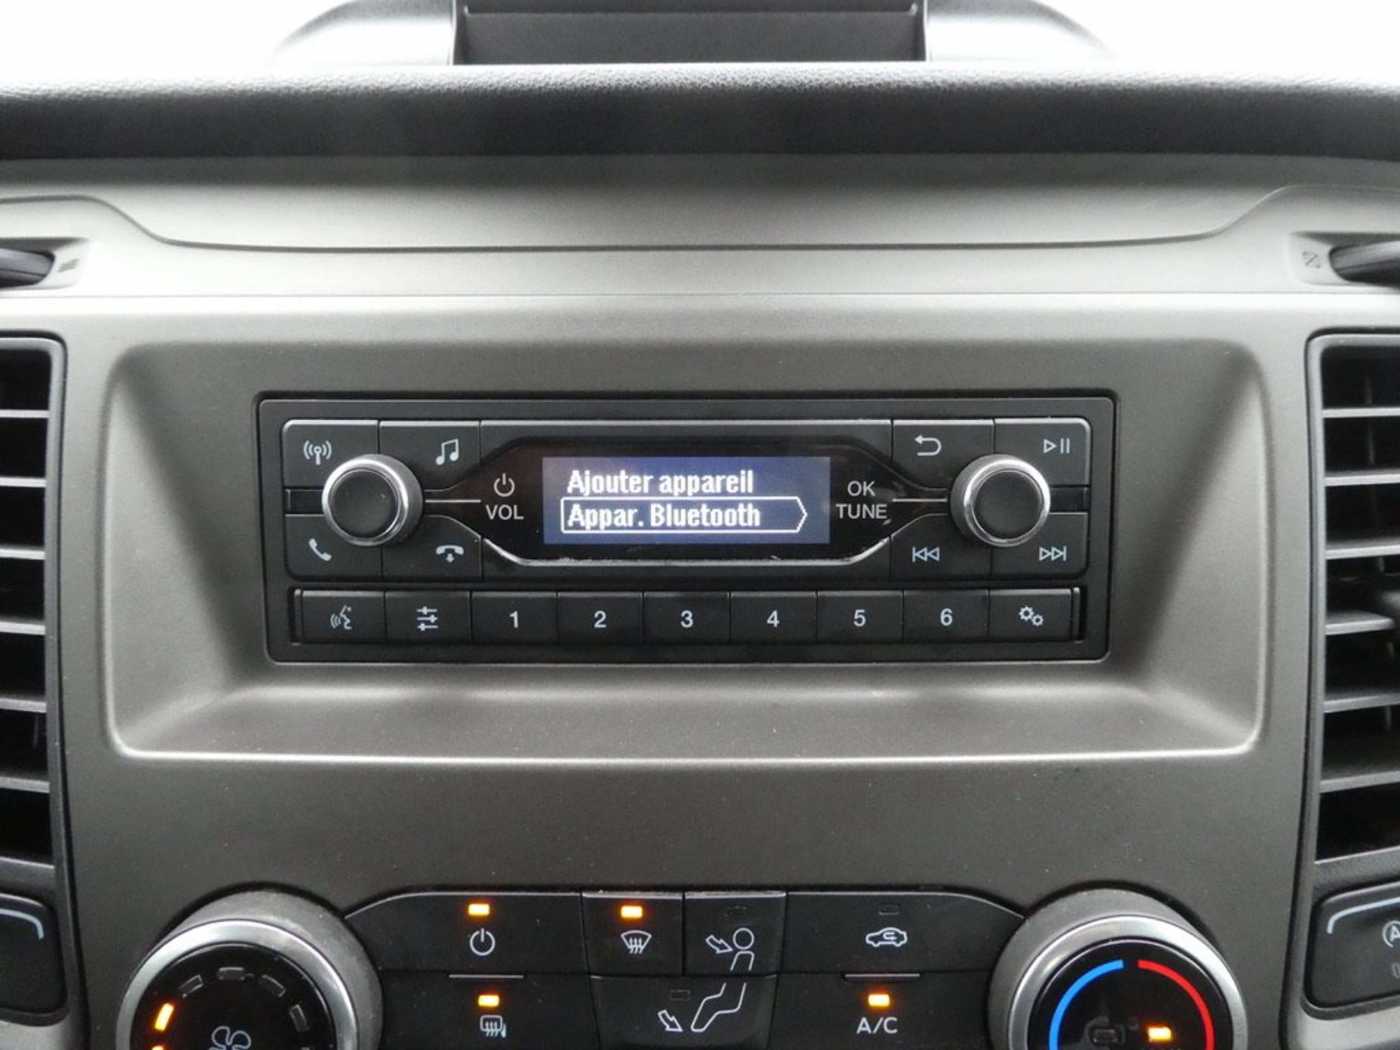 Ajouter appareil
Appar. Bluetooth
VOL
OK
TUNE
1 2 3 4 5 6
A/C